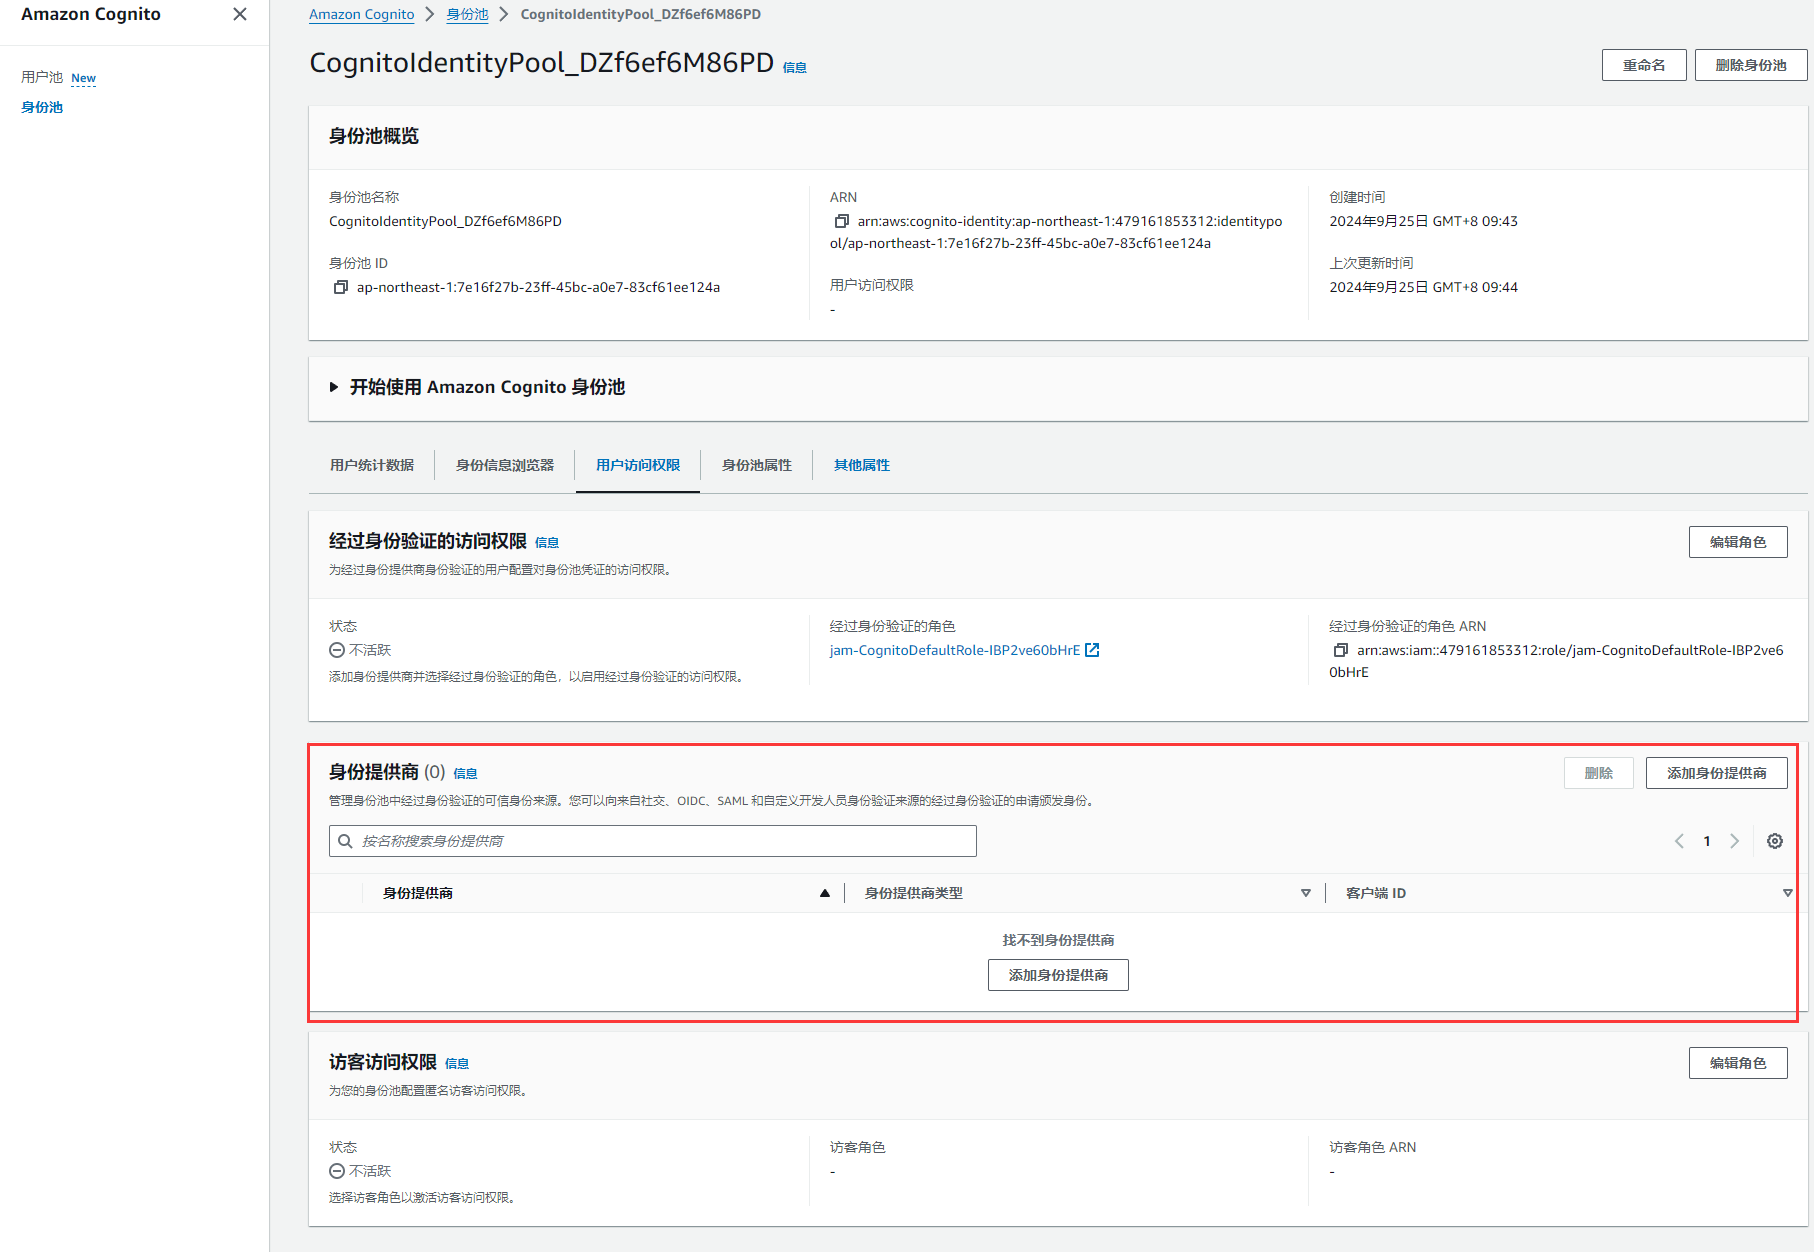 Amazon Cognito
用户池 New
身份池
Amazon Cognito 身份池 CognitoIdentityPool_DZf6ef6M86PD
CognitoIdentityPool_DZf6ef6M86PD 信息
重命名
删除身份池
身份池概览
身份池名称
CognitoIdentityPool_DZf6ef6M86PD
身份池 ID
ap-northeast-1:7e16f27b-23ff-45bc-a0e7-83cf61ee124a
ARN
arn:aws:cognito-identity:ap-northeast-1:479161853312:identitypo
ol/ap-northeast-1:7e16f27b-23ff-45bc-a0e7-83cf61ee124a
用户访问权限
-
创建时间
2024年9月25日 GMT+8 09:43
上次更新时间
2024年9月25日 GMT+8 09:44
开始使用 Amazon Cognito 身份池
用户统计数据
身份信息浏览器
用户访问权限
身份池属性
其他属性
经过身份验证的访问权限 信息
为经过身份提供商身份验证的用户配置对身份池凭证的访问权限。
编辑角色
状态
不活跃
添加身份提供商并选择经过身份验证的角色，以启用经过身份验证的访问权限。
经过身份验证的角色
jam-CognitoDefaultRole-IBP2ve60bHrE
经过身份验证的角色 ARN
arn:aws:iam::479161853312:role/jam-CognitoDefaultRole-IBP2ve6
0bHrE
身份提供商 (0) 信息
管理身份池中经过身份验证的可信身份来源。您可以向来自社交、OIDC、SAML 和自定义开发人员身份验证来源的经过身份验证的申请颁发身份。
删除
添加身份提供商
按名称搜索身份提供商
1
身份提供商
身份提供商类型
客户端 ID
找不到身份提供商
添加身份提供商
访客访问权限 信息
为您的身份池配置匿名访客访问权限。
编辑角色
状态
不活跃
选择访客角色以激活访客访问权限。
访客角色
-
访客角色 ARN
-